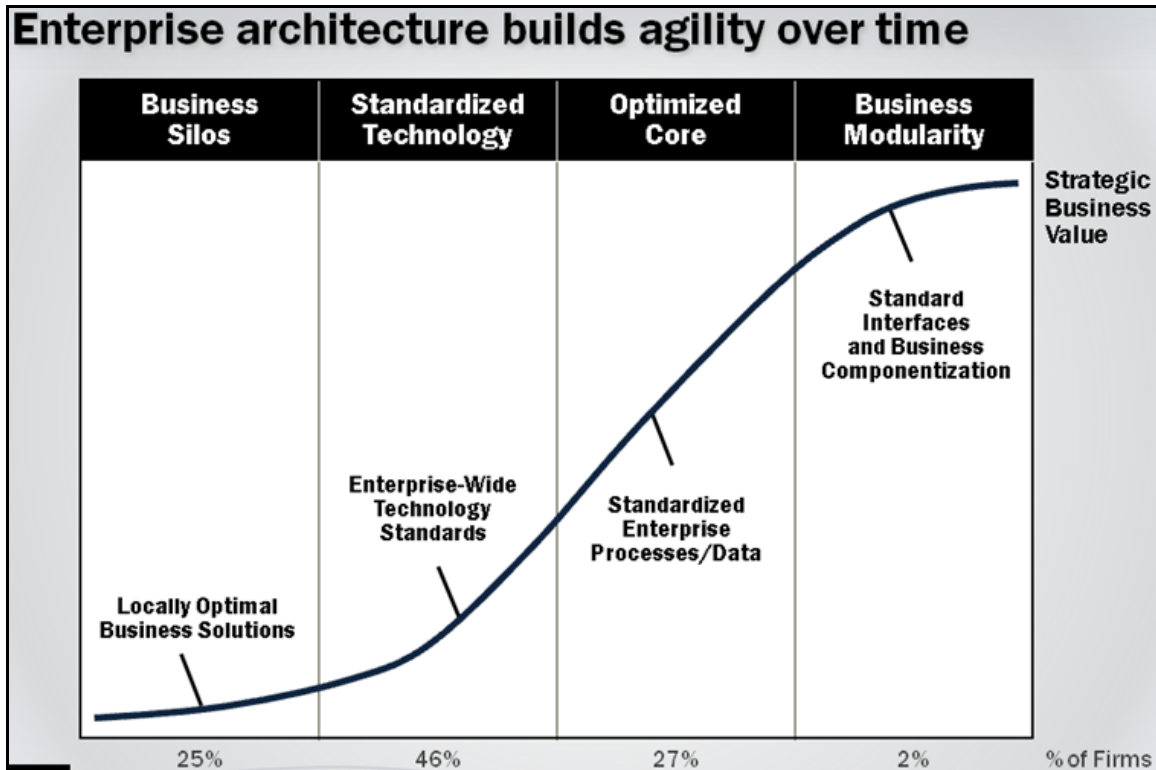 Enterprise architecture builds agility over time
Business
Silos
Standardized
Technology
Optimized
Core
Business
Modularity
Strategic
Business
Value
Standard
Interfaces
and Business
Componentization
Enterprise-Wide
Technology
Standards
Standardized
Enterprise
Processes/Data
Locally Optimal
Business Solutions
25%
46%
27%
2%
% of Firms